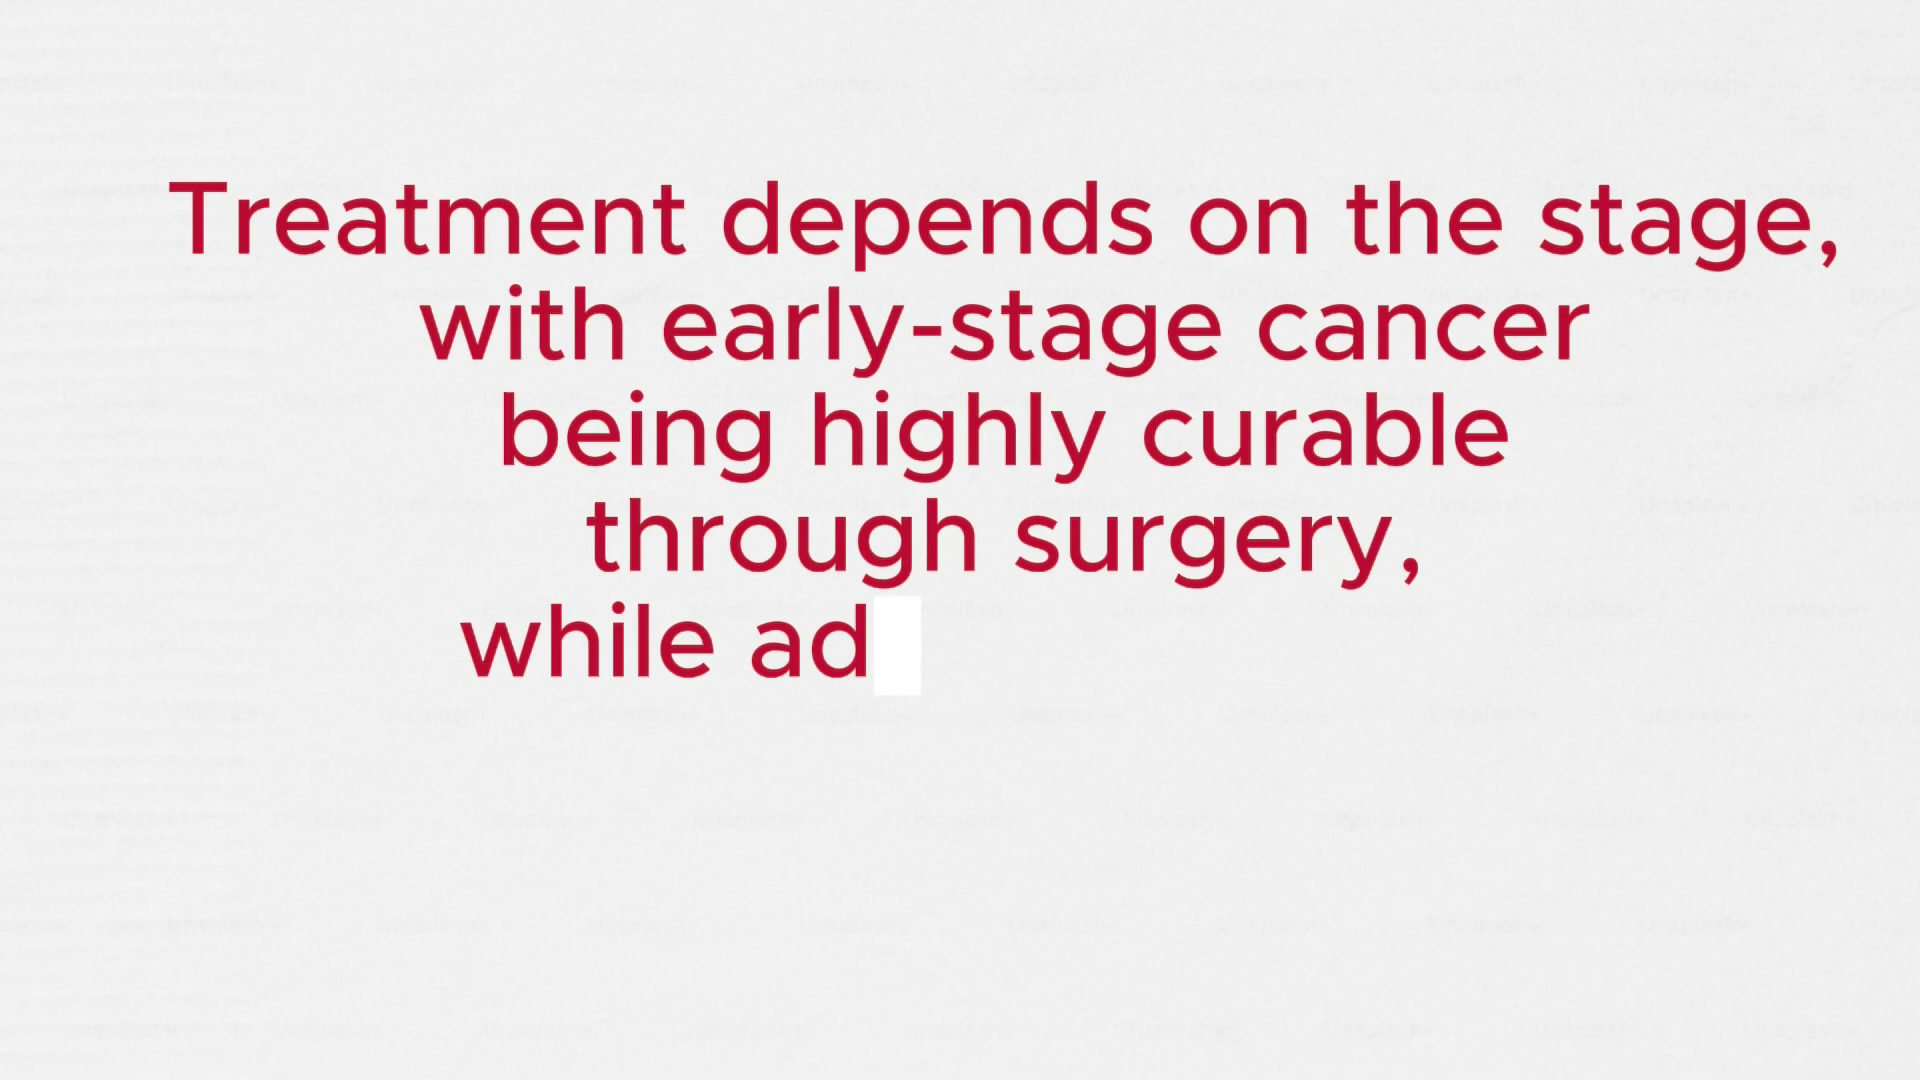 Treatment depends on the stage,
with early-stage cancer
being highly curable
through surgery,
while ad